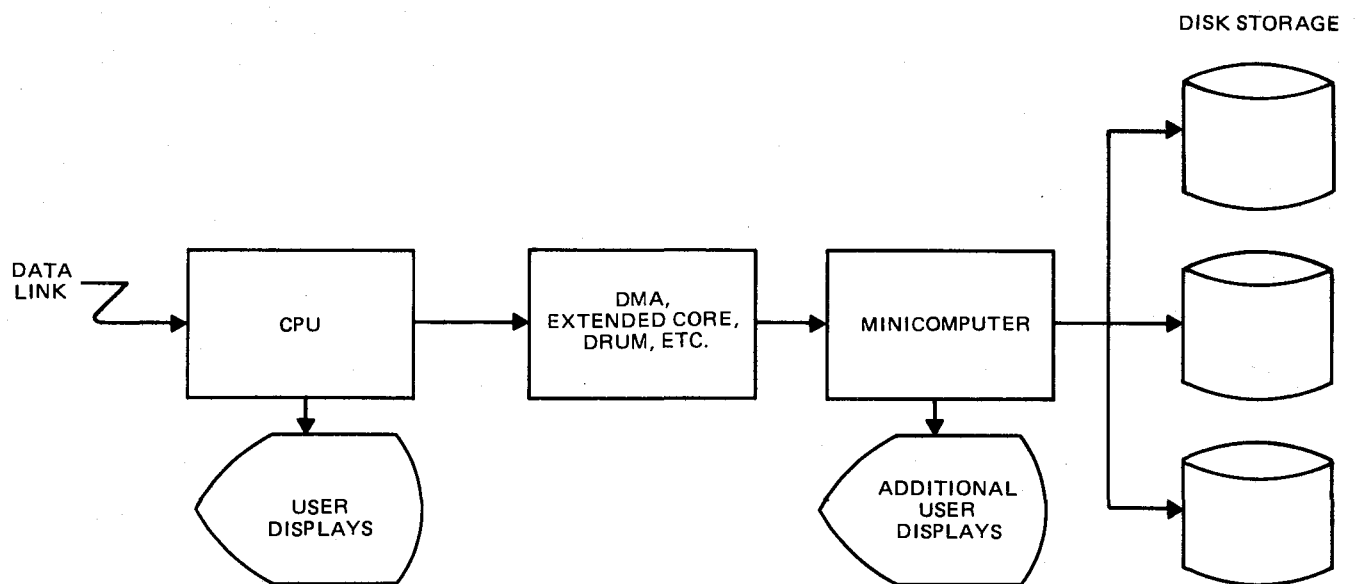 DISK STORAGE
DATA
LINK
CPU
DMA,
EXTENDED CORE,
DRUM, ETC.
MINICOMPUTER
USER
DISPLAYS
ADDITIONAL
USER
DISPLAYS